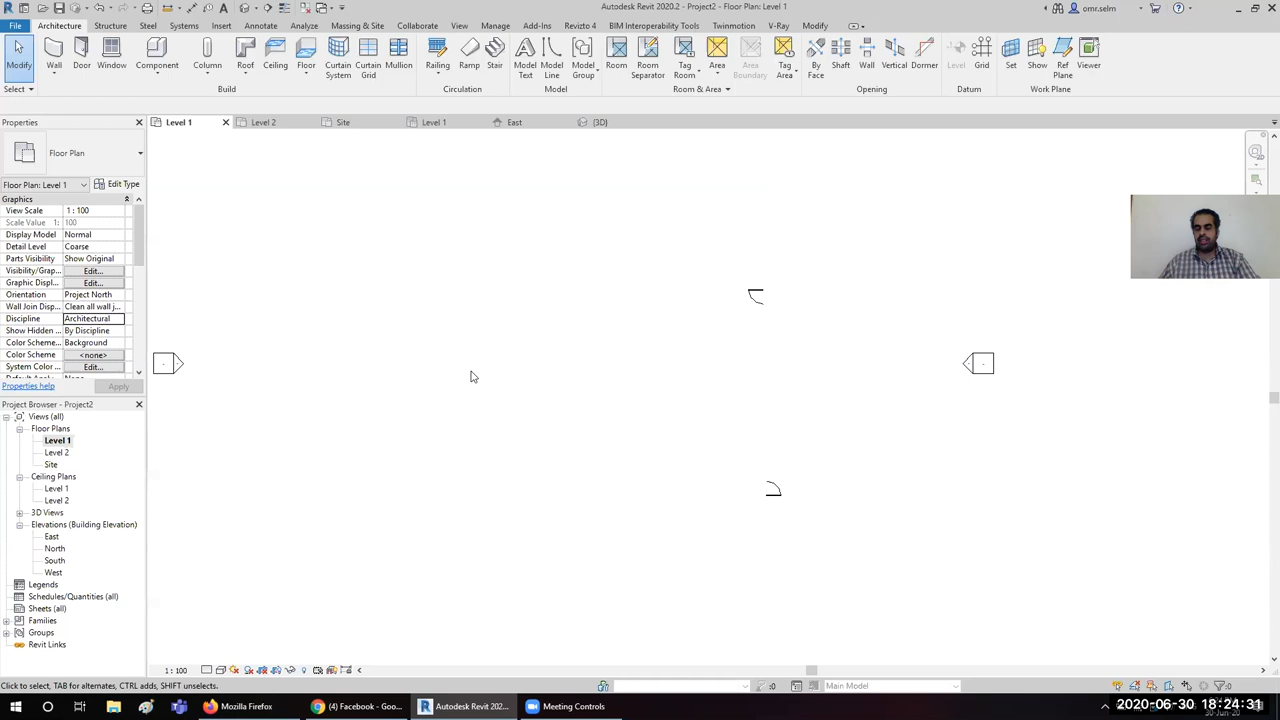 Autodesk Revit 2020.2 - Project2 - Floor Plan: Level 1
omr.selm
File Architecture Structure Steel Systems Insert Annotate Analyze Massing & Site Collaborate View Manage Add-Ins Revizto 4 BIM Interoperability Tools Twinmotion V-Ray Modify
Modify Wall Door Window Component Column Roof Ceiling Floor Curtain System Curtain Grid Mullion Railing Ramp Stair Model Text Model Line Model Group Room Room Separator Tag Room Area Area Boundary Tag Area By Face Shaft Wall Vertical Dormer Level Grid Set Show Ref Plane Viewer
Select Build Circulation Model Room & Area Opening Datum Work Plane
Properties
Level 1 Level 2 Site Level 1 East {3D}
Floor Plan
Floor Plan: Level 1 Edit Type
Graphics
View Scale 1 : 100
Scale Value 1: 100
Display Model Normal
Detail Level Coarse
Parts Visibility Show Original
Visibility/Grap... Edit...
Graphic Displ... Edit...
Orientation Project North
Wall Join Disp... Clean all wall j...
Discipline Architectural
Show Hidden ... By Discipline
Color Scheme... Background
Color Scheme <none>
System Color ... Edit...
Properties help Apply
Project Browser - Project2
Views (all)
Floor Plans
Level 1
Level 2
Site
Ceiling Plans
Level 1
Level 2
3D Views
Elevations (Building Elevation)
East
North
South
West
Legends
Schedules/Quantities (all)
Sheets (all)
Families
Groups
Revit Links
1 : 100
Click to select, TAB for alternates, CTRL adds, SHIFT unselects.
:0 Main Model :0
Mozilla Firefox (4) Facebook - Goo... Autodesk Revit 202... Meeting Controls
2020-06-30 18:24:31